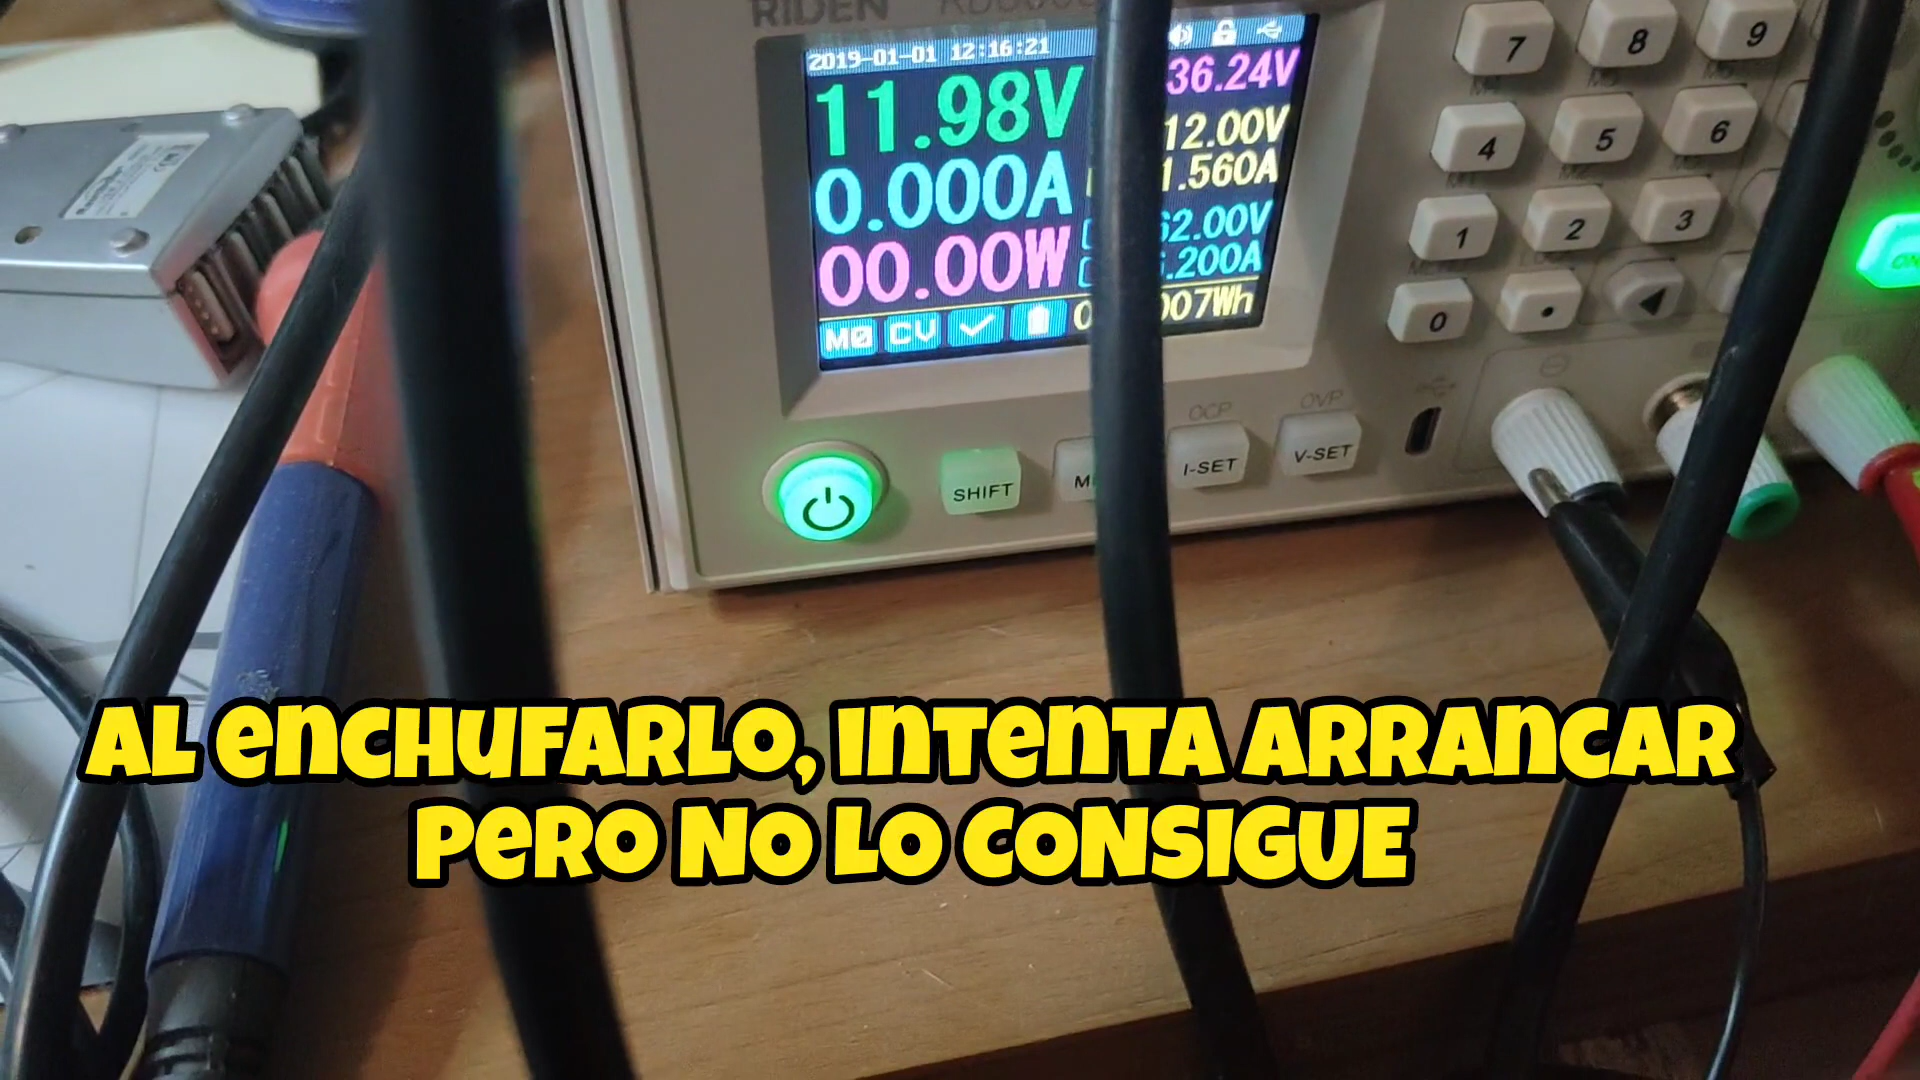 RIDEN
2019-01-01 12:16:21
11.98V
36.24V
0.000A
12.00V
1.560A
00.00W
62.00V
.200A
007Wh
M0 CV
7 8 9
4 5 6
1 2 3
0 .
ON
OCP OVP
SHIFT I-SET V-SET
AL ENCHUFARLO, INTENTA ARRANCAR
PERO NO LO CONSIGUE